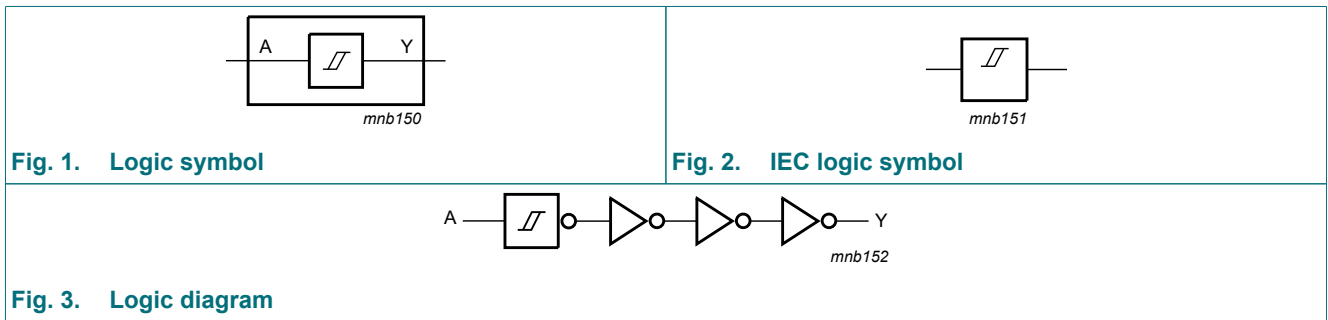 A Y
mnb150
Fig. 1. Logic symbol
mnb151
Fig. 2. IEC logic symbol
A Y
mnb152
Fig. 3. Logic diagram